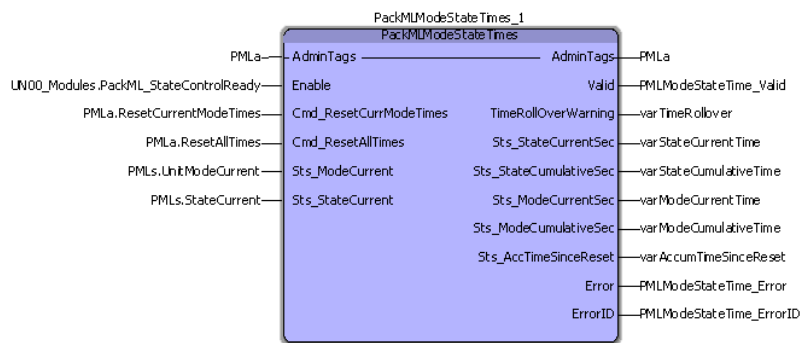 PackMLModeStateTimes_1
PackMLModeStateTimes
PMLa AdminTags AdminTags PMLa
UN00_Modules.PackML_StateControlReady Enable Valid PMLModeStateTime_Valid
PMLa.ResetCurrentModeTimes Cmd_ResetCurrModeTimes TimeRollOverWarning varTimeRollover
PMLa.ResetAllTimes Cmd_ResetAllTimes Sts_StateCurrentSec varStateCurrentTime
PMLs.UnitModeCurrent Sts_ModeCurrent Sts_StateCumulativeSec varStateCumulativeTime
PMLs.StateCurrent Sts_StateCurrent Sts_ModeCurrentSec varModeCurrentTime
Sts_ModeCumulativeSec varModeCumulativeTime
Sts_AccTimeSinceReset varAccumTimeSinceReset
Error PMLModeStateTime_Error
ErrorID PMLModeStateTime_ErrorID